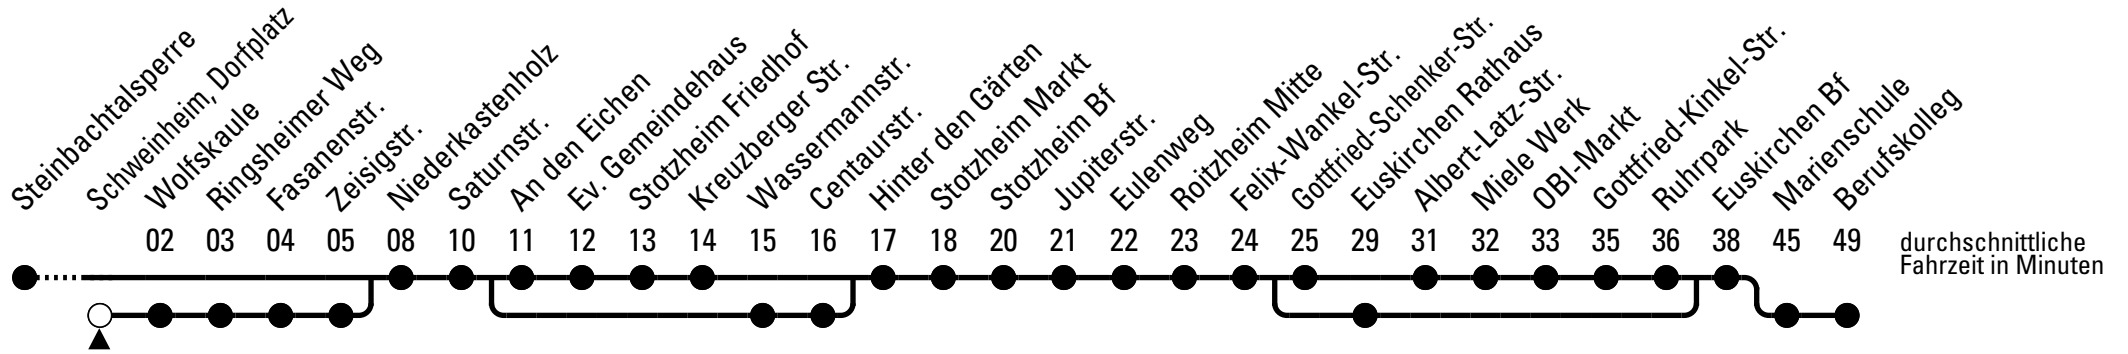 Steinbachtalsperre
Schweinheim, Dorfplatz
Wolfskaule
Ringsheimer Weg
Fasanenstr.
Zeisigstr.
Niederkastenholz
Saturnstr.
An den Eichen
Ev. Gemeindehaus
Stotzheim Friedhof
Kreuzberger Str.
Wassermannstr.
Centaurstr.
Hinter den Gärten
Stotzheim Markt
Stotzheim Bf
Jupiterstr.
Eulenweg
Roitzheim Mitte
Felix-Wankel-Str.
Gottfried-Schenker-Str.
Euskirchen Rathaus
Albert-Latz-Str.
Miele Werk
OBI-Markt
Gottfried-Kinkel-Str.
Ruhrpark
Euskirchen Bf
Marienschule
Berufskolleg
02 03 04 05 08 10 11 12 13 14 15 16 17 18 20 21 22 23 24 25 29 31 32 33 35 36 38 45 49
durchschnittliche
Fahrzeit in Minuten